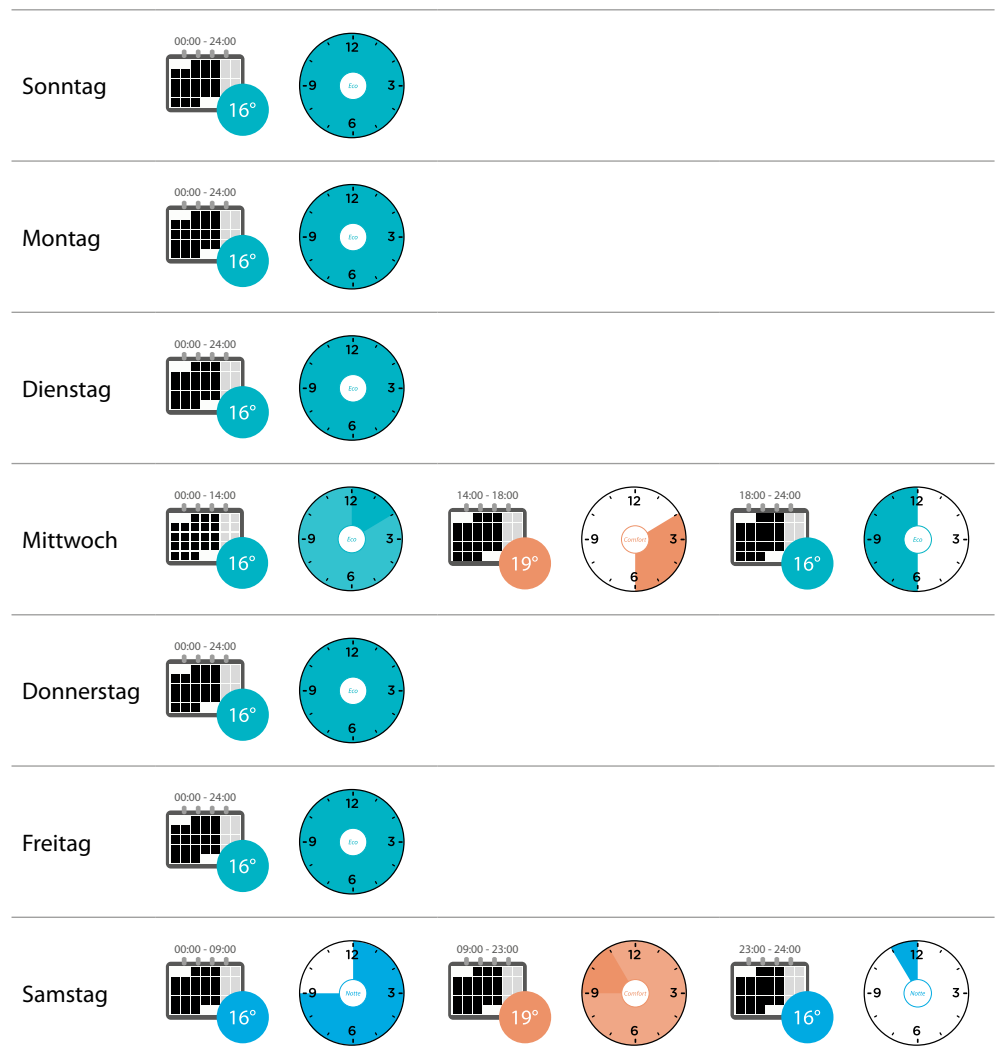 00:00 - 24:00
Sonntag
16°
12
9
3
6
Eco
00:00 - 24:00
Montag
16°
12
9
3
6
Eco
00:00 - 24:00
Dienstag
16°
12
9
3
6
Eco
00:00 - 14:00
14:00 - 18:00
18:00 - 24:00
Mittwoch
16°
12
9
3
6
Eco
19°
12
9
3
6
Comfort
16°
12
9
3
6
Eco
00:00 - 24:00
Donnerstag
16°
12
9
3
6
Eco
00:00 - 24:00
Freitag
16°
12
9
3
6
Eco
00:00 - 09:00
09:00 - 23:00
23:00 - 24:00
Samstag
16°
12
9
3
6
Notte
19°
12
9
3
6
Comfort
16°
12
9
3
6
Notte